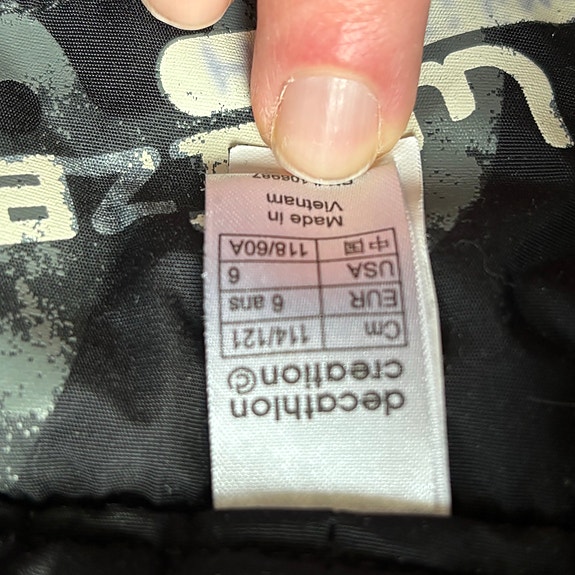 decathlon
creation ©
Cm 114/121
EUR 6 ans
USA 6
中国 118/60A
Made in
Vietnam